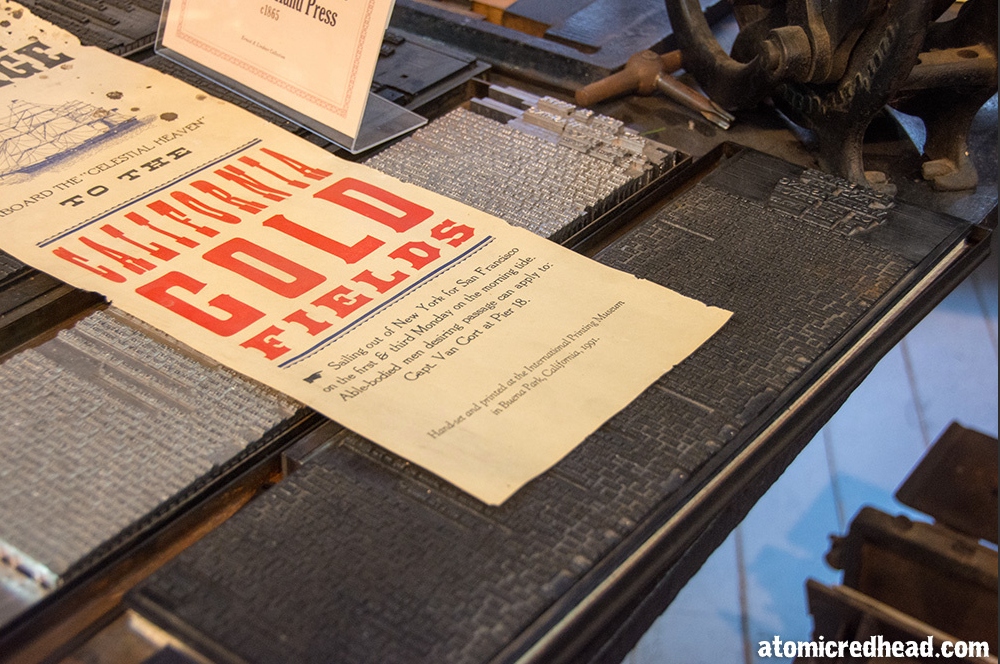 Hand Press
c1865
BOARD THE "CELESTIAL HEAVEN"
TO THE
CALIFORNIA
GOLD
FIELDS
Sailing out of New York for San Francisco
on the first & third Monday on the morning tide.
Able-bodied men desiring passage can apply to:
Capt. Van Cort at Pier 18.
Hand-set and printed at the International Printing Museum
in Buena Park, California, 1991.
atomicredhead.com